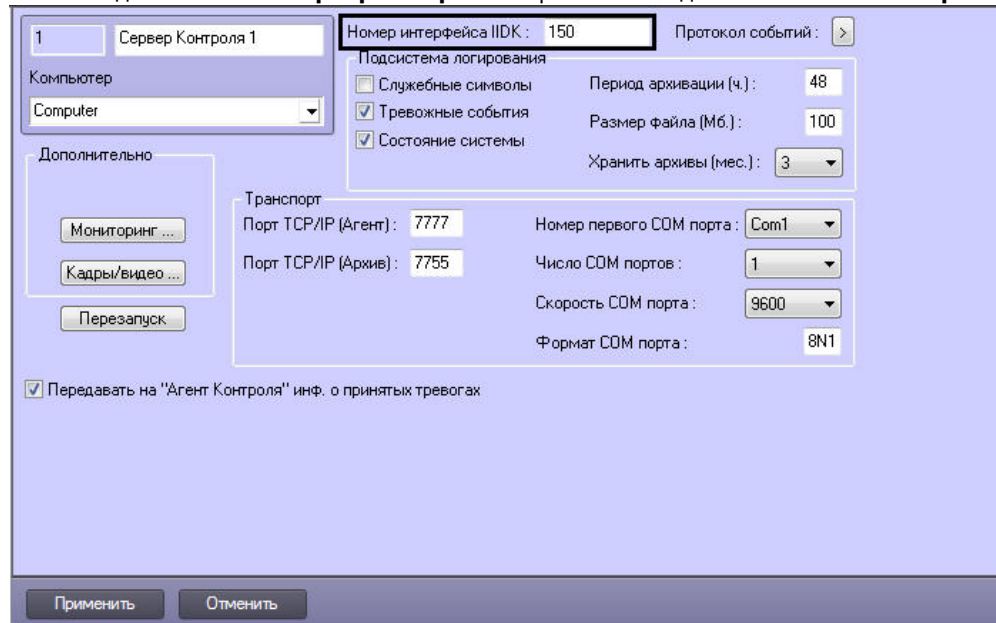 1 Сервер Контроля 1
Компьютер
Computer
Номер интерфейса IIDK : 150
Протокол событий : >
Подсистема логирования
Служебные символы
Тревожные события
Состояние системы
Период архивации (ч.) : 48
Размер файла (Мб.) : 100
Хранить архивы (мес.) : 3
Дополнительно
Мониторинг ...
Кадры/видео ...
Перезапуск
Транспорт
Порт TCP/IP (Агент) : 7777
Порт TCP/IP (Архив) : 7755
Номер первого COM порта : Com1
Число COM портов : 1
Скорость COM порта : 9600
Формат COM порта : 8N1
Передавать на "Агент Контроля" инф. о принятых тревогах
Применить
Отменить